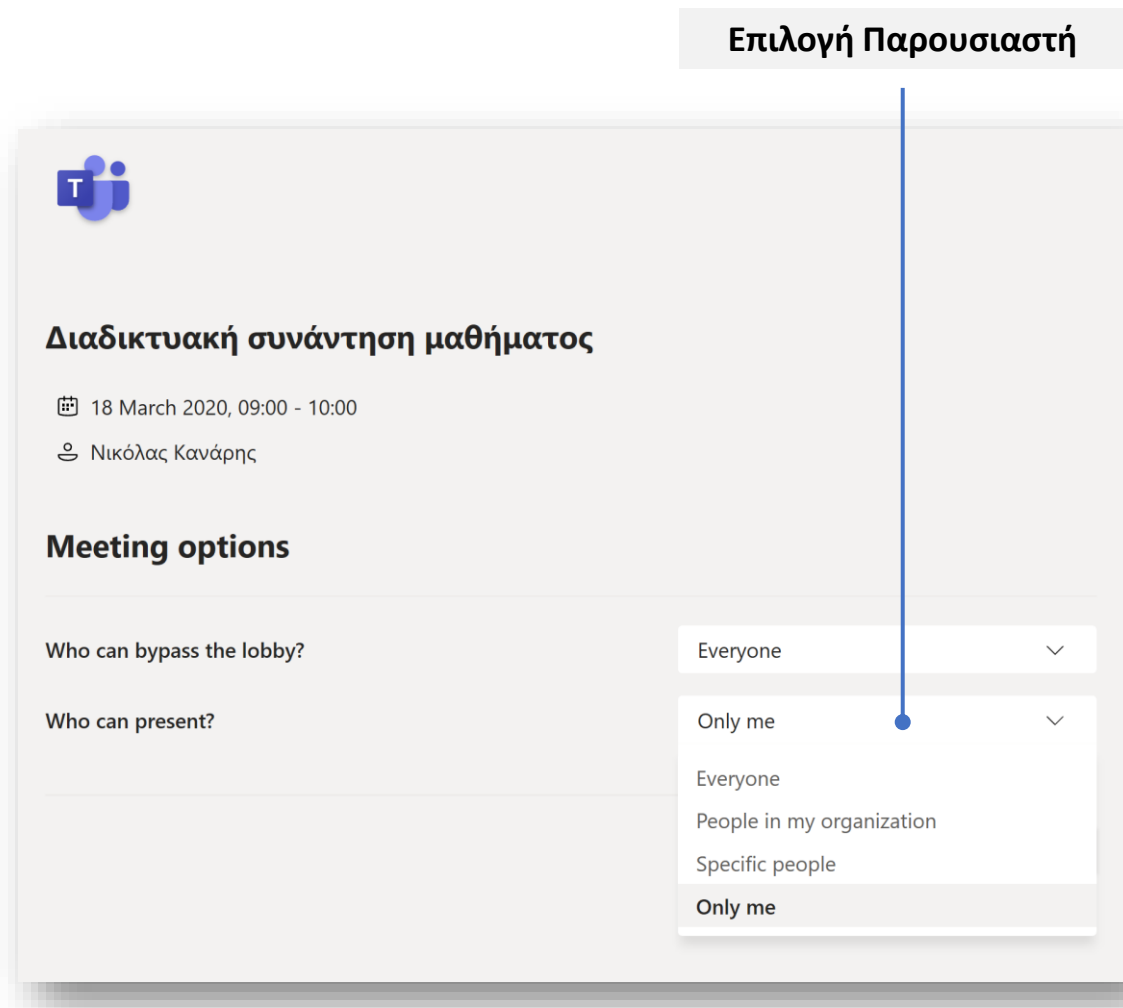 Επιλογή Παρουσιαστή
T
Διαδικτυακή συνάντηση μαθήματος
18 March 2020, 09:00 - 10:00
Νικόλας Κανάρης
Meeting options
Who can bypass the lobby? Everyone
Who can present? Only me
Everyone
People in my organization
Specific people
Only me